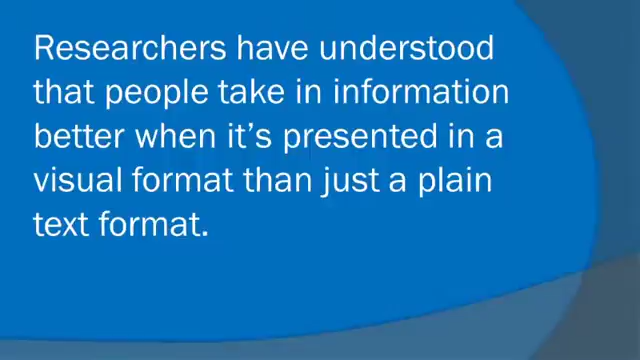 Researchers have understood
that people take in information
better when it’s presented in a
visual format than just a plain
text format.